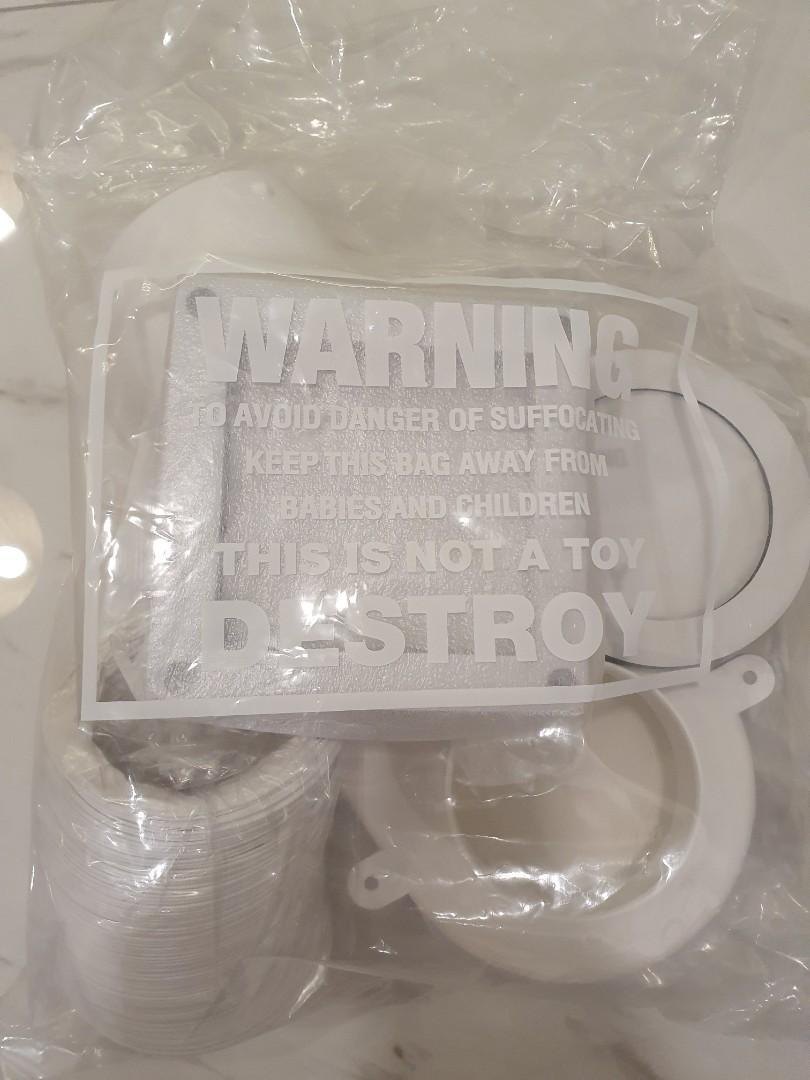 WARNING
TO AVOID DANGER OF SUFFOCATING
KEEP THIS BAG AWAY FROM
BABIES AND CHILDREN
THIS IS NOT A TOY
DESTROY